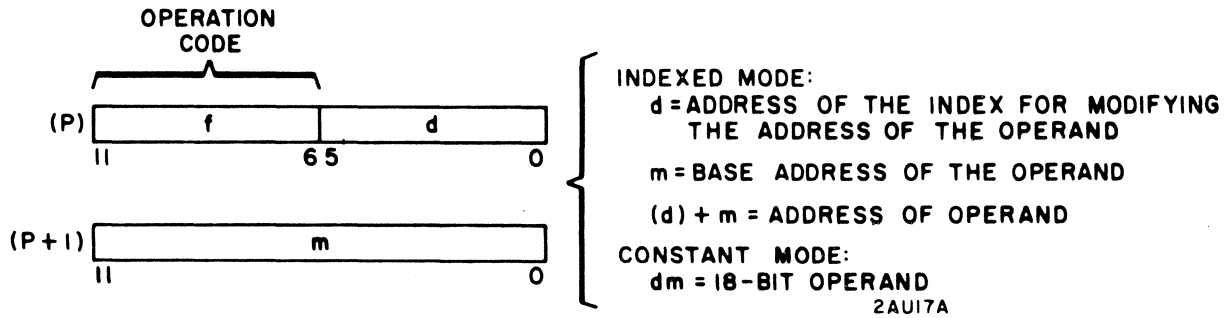 OPERATION
CODE
(P) f d
11 6 5 0
(P+1) m
11 0
INDEXED MODE:
d = ADDRESS OF THE INDEX FOR MODIFYING
THE ADDRESS OF THE OPERAND
m = BASE ADDRESS OF THE OPERAND
(d) + m = ADDRESS OF OPERAND
CONSTANT MODE:
dm = 18-BIT OPERAND
2AU17A